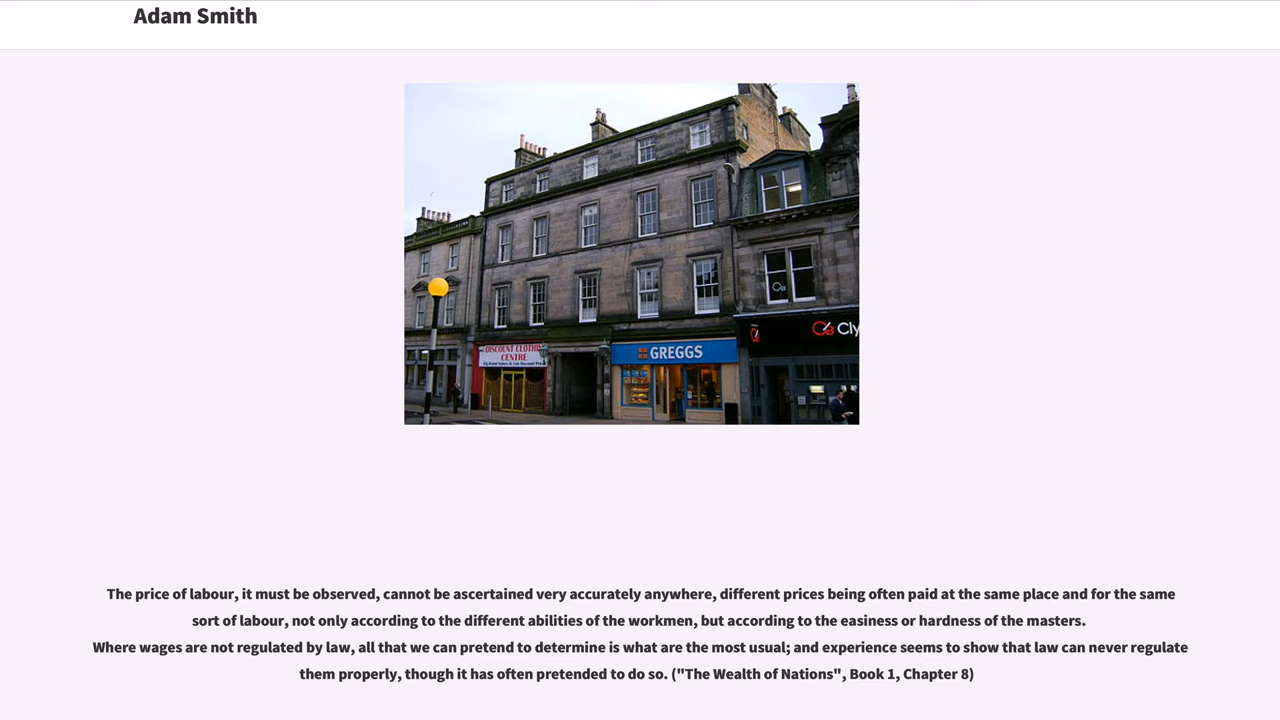 Adam Smith
DISCOUNT CLOTHING
CENTRE
GREGGS
Cly
The price of labour, it must be observed, cannot be ascertained very accurately anywhere, different prices being often paid at the same place and for the same
sort of labour, not only according to the different abilities of the workmen, but according to the easiness or hardness of the masters.
Where wages are not regulated by law, all that we can pretend to determine is what are the most usual; and experience seems to show that law can never regulate
them properly, though it has often pretended to do so. ("The Wealth of Nations", Book 1, Chapter 8)